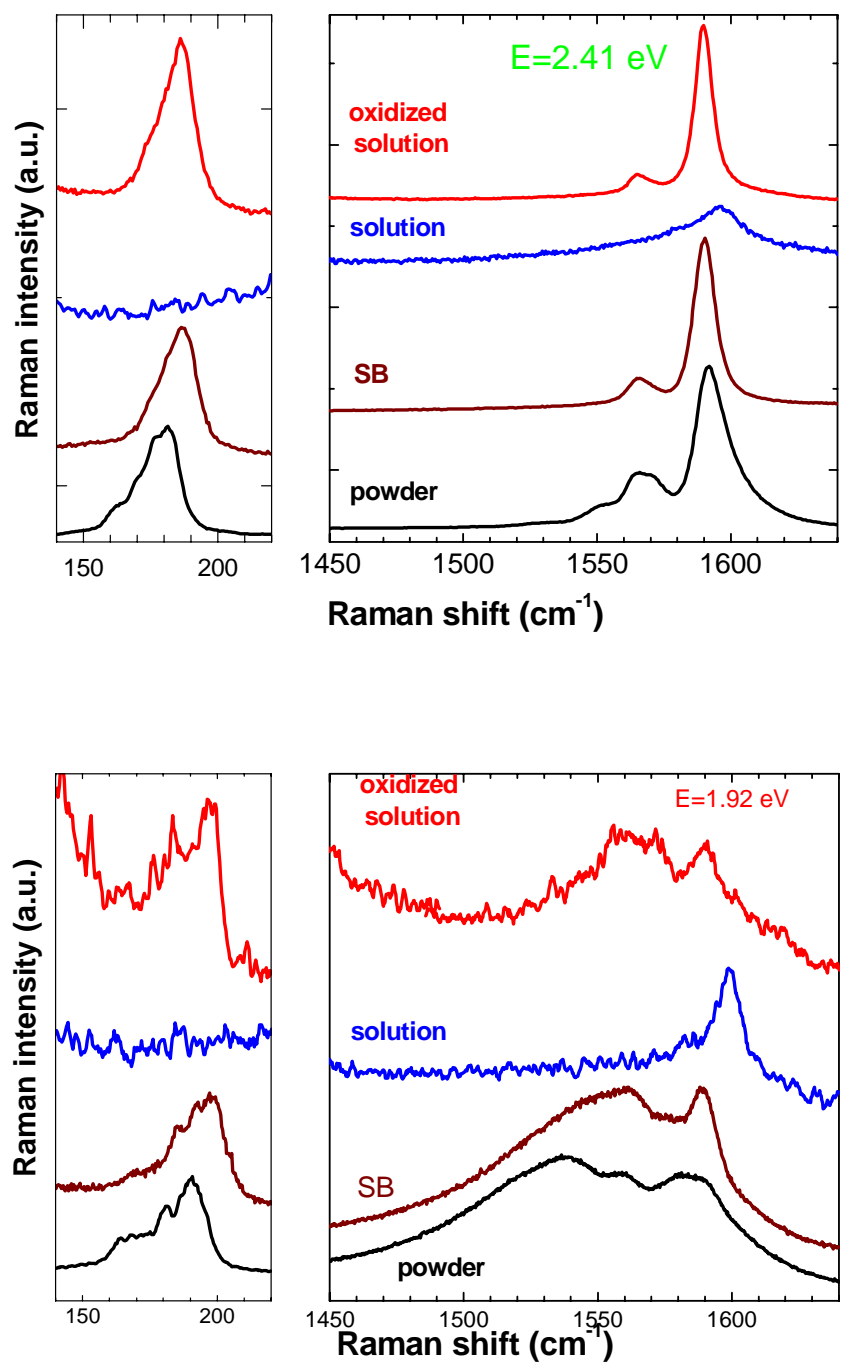 E=2.41 eV
oxidized
solution
solution
SB
powder
Raman intensity (a.u.)
150 200
1450 1500 1550 1600
Raman shift (cm⁻¹)
oxidized
solution
E=1.92 eV
solution
SB
powder
Raman intensity (a.u.)
150 200
1450 1500 1550 1600
Raman shift (cm⁻¹)